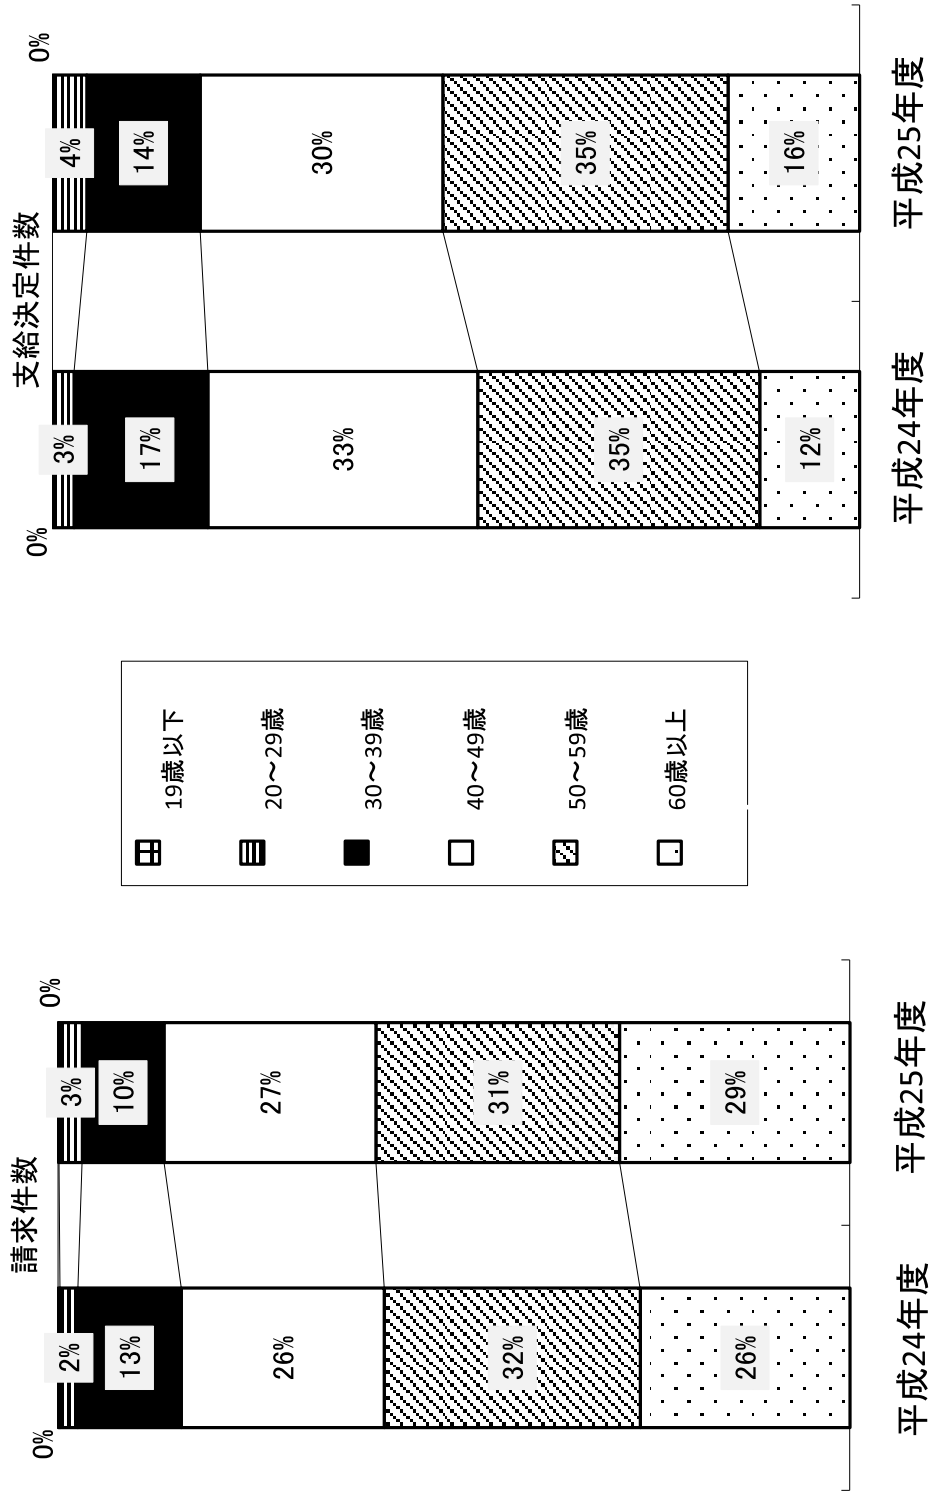 請求件数
0%
0%
2%
3%
13%
10%
26%
27%
32%
31%
26%
29%
平成24年度
平成25年度
19歳以下
20～29歳
30～39歳
40～49歳
50～59歳
60歳以上
支給決定件数
0%
0%
3%
4%
17%
14%
33%
30%
35%
35%
12%
16%
平成24年度
平成25年度